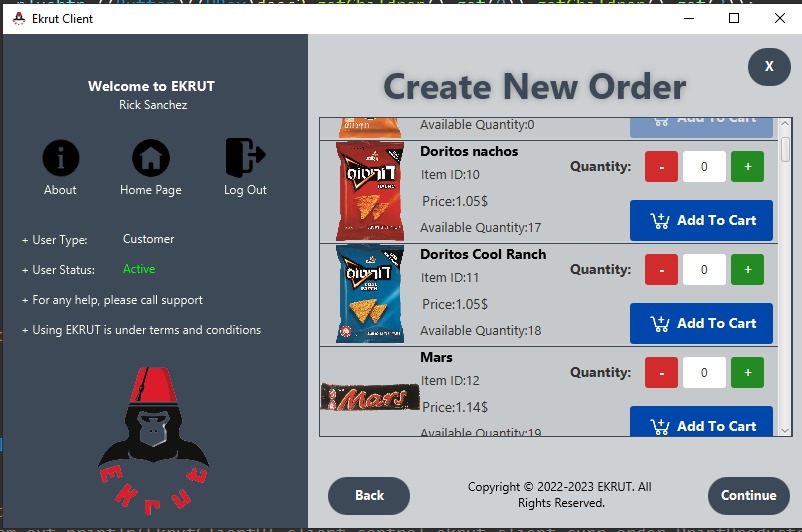 Ekrut Client
Welcome to EKRUT
Rick Sanchez
About
Home Page
Log Out
+ User Type:
Customer
+ User Status:
Active
+ For any help, please call support
+ Using EKRUT is under terms and conditions
EKrut
X
Create New Order
Available Quantity:0
Add To Cart
Doritos nachos
Item ID:10
Price:1.05$
Available Quantity:17
Quantity:
-
0
+
Add To Cart
דוריטוס
Doritos Cool Ranch
Item ID:11
Price:1.05$
Available Quantity:18
Quantity:
-
0
+
Add To Cart
דוריטוס
COOL
RANCH
Mars
Item ID:12
Price:1.14$
Available Quantity:19
Quantity:
-
0
+
Add To Cart
Mars
Back
Copyright © 2022-2023 EKRUT. All
Rights Reserved.
Continue